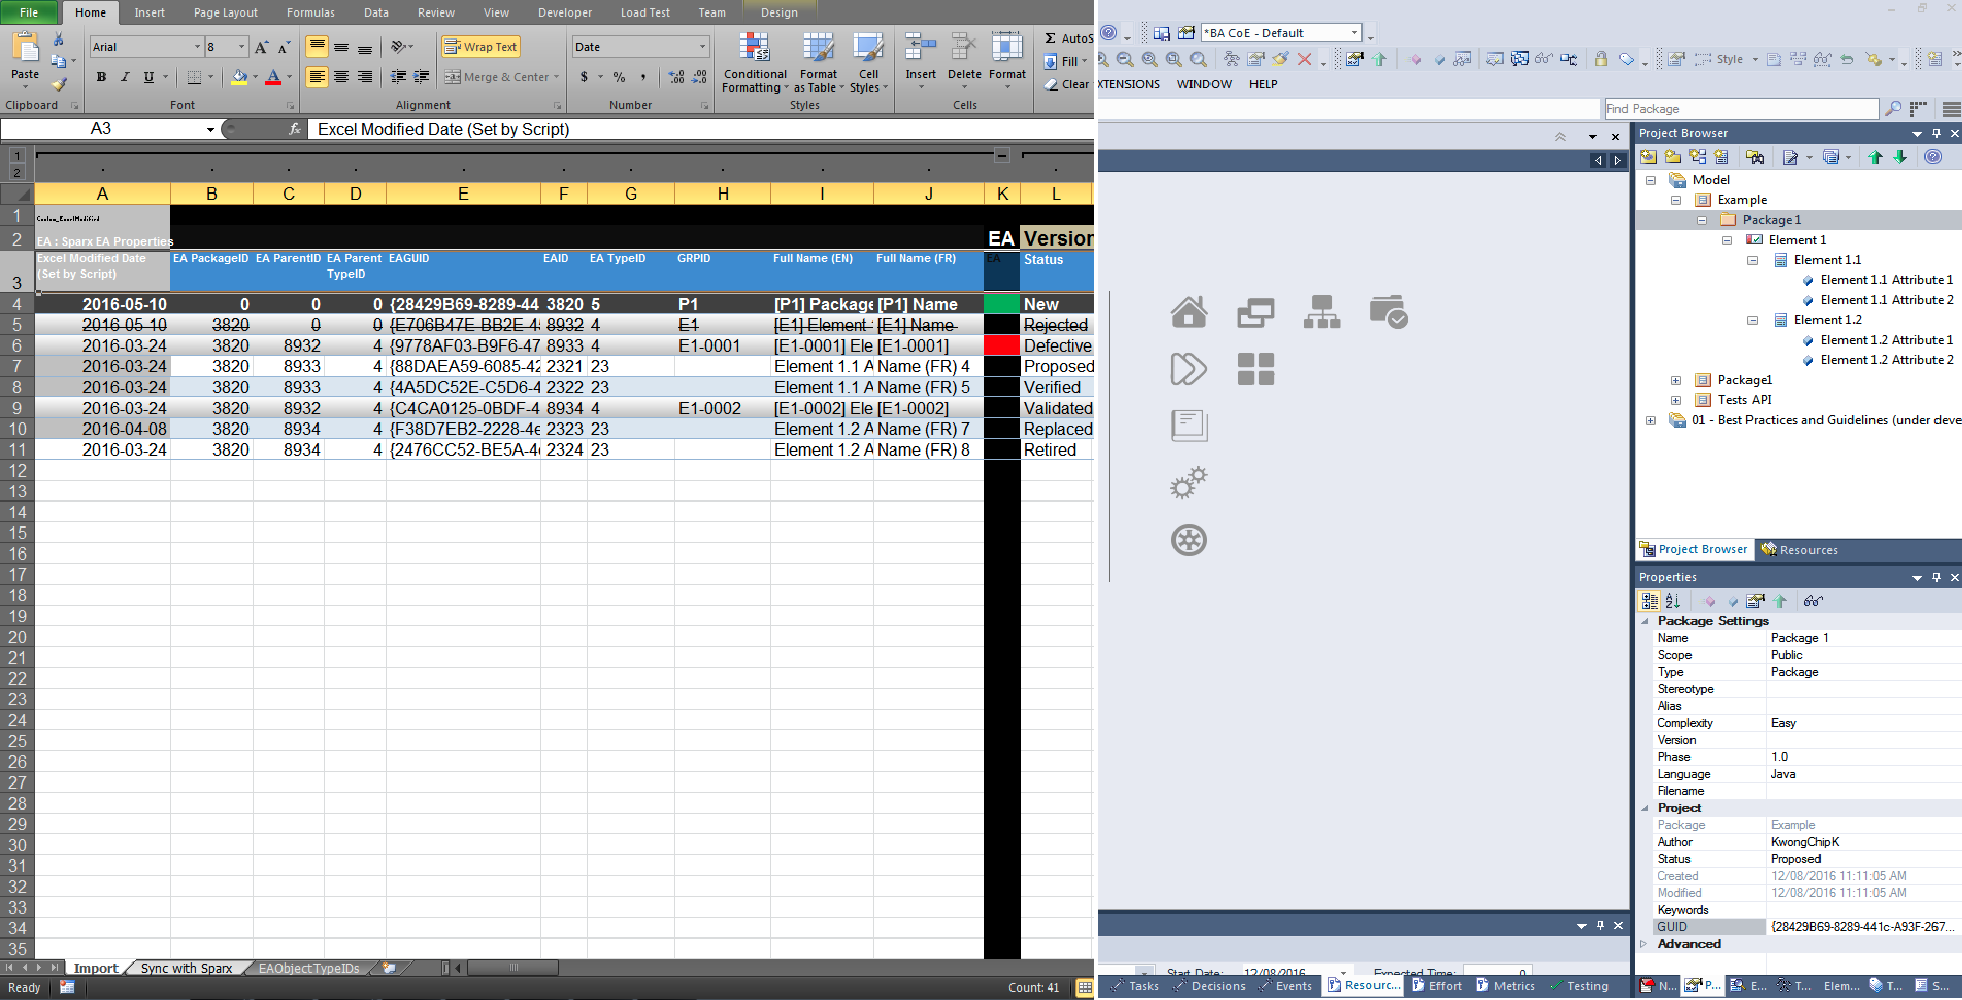 File Home Insert Page Layout Formulas Data Review View Developer Load Test Team Design
Arial 8 Wrap Text Date
Paste B I U Merge & Center $ % , Conditional Formatting Format as Table Cell Styles Insert Delete Format Σ AutoS Fill Clear
Clipboard Font Alignment Number Styles Cells
A3 fx Excel Modified Date (Set by Script)
1
2
A B C D E F G H I J K L
1 Custom_ExcelModified
2 EA : Sparx EA Properties EA Version
3 Excel Modified Date (Set by Script) EA PackageID EA ParentID EA Parent TypeID EAGUID EAID EA TypeID GRPID Full Name (EN) Full Name (FR) EA Status
4 2016-05-10 0 0 0 {28429B69-8289-44 3820 5 P1 [P1] Package [P1] Name New
5 2016-05-10 3820 0 0 {E706B47E-BB2E-45 8932 4 E1 [E1] Element [E1] Name Rejected
6 2016-03-24 3820 8932 4 {9778AF03-B9F6-47 8933 4 E1-0001 [E1-0001] Ele [E1-0001] Defective
7 2016-03-24 3820 8933 4 {88DAEA59-6085-42 2321 23 Element 1.1 A Name (FR) 4 Proposed
8 2016-03-24 3820 8933 4 {4A5DC52E-C5D6-4 2322 23 Element 1.1 A Name (FR) 5 Verified
9 2016-03-24 3820 8932 4 {C4CA0125-0BDF-4 8934 4 E1-0002 [E1-0002] Ele [E1-0002] Validated
10 2016-04-08 3820 8934 4 {F38D7EB2-2228-4e 2323 23 Element 1.2 A Name (FR) 7 Replaced
11 2016-03-24 3820 8934 4 {2476CC52-BE5A-4c 2324 23 Element 1.2 A Name (FR) 8 Retired
12
13
14
15
16
17
18
19
20
21
22
23
24
25
26
27
28
29
30
31
32
33
34
35
Import Sync with Sparx EAObjectTypeIDs
Ready Count: 41
*BA CoE - Default
Style
XTENSIONS WINDOW HELP
Find Package
Project Browser
Model
Example
Package 1
Element 1
Element 1.1
Element 1.1 Attribute 1
Element 1.1 Attribute 2
Element 1.2
Element 1.2 Attribute 1
Element 1.2 Attribute 2
Package1
Tests API
01 - Best Practices and Guidelines (under deve
Project Browser Resources
Properties
Package Settings
Name Package 1
Scope Public
Type Package
Stereotype
Alias
Complexity Easy
Version
Phase 1.0
Language Java
Filename
Project
Package Example
Author KwongChipK
Status Proposed
Created 12/08/2016 11:11:05 AM
Modified 12/08/2016 11:11:05 AM
Keywords
GUID {28429B69-8289-441c-A93F-267...
Advanced
Start Date: 12/08/2016 Expected Time: 0
Tasks Decisions Events Resourc... Effort Metrics Testing N... P... E... T... Elem... T... S...